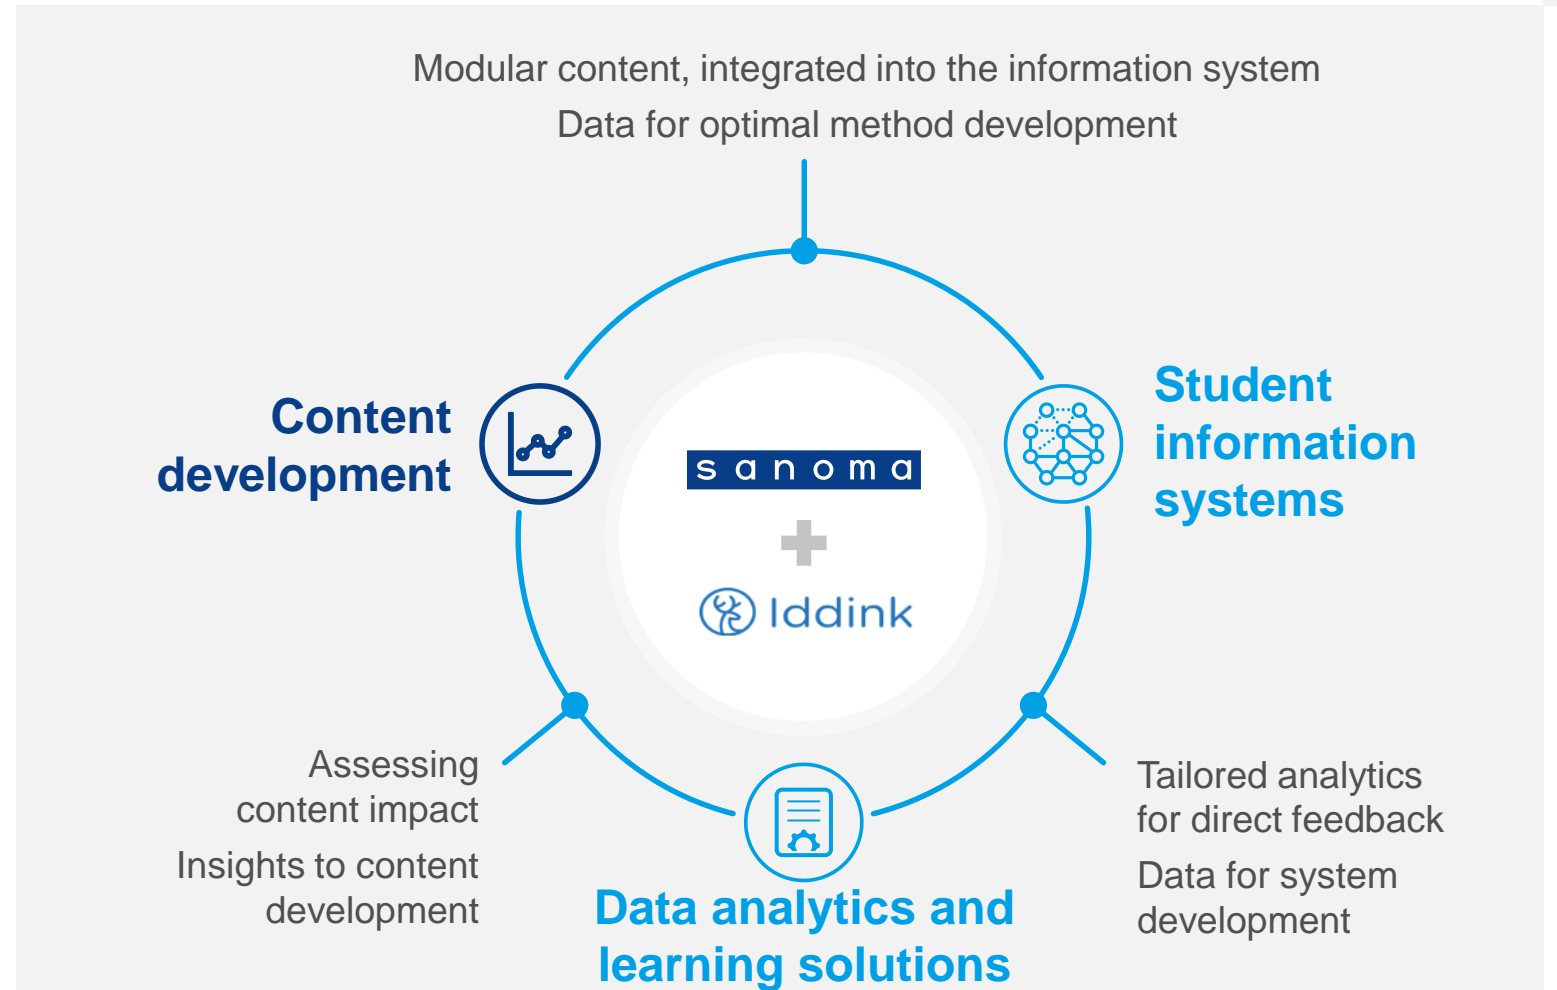 Modular content, integrated into the information system
Data for optimal method development
Content
development
Student
information
systems
sanoma
Iddink
Assessing
content impact
Insights to content
development
Tailored analytics
for direct feedback
Data for system
development
Data analytics and
learning solutions